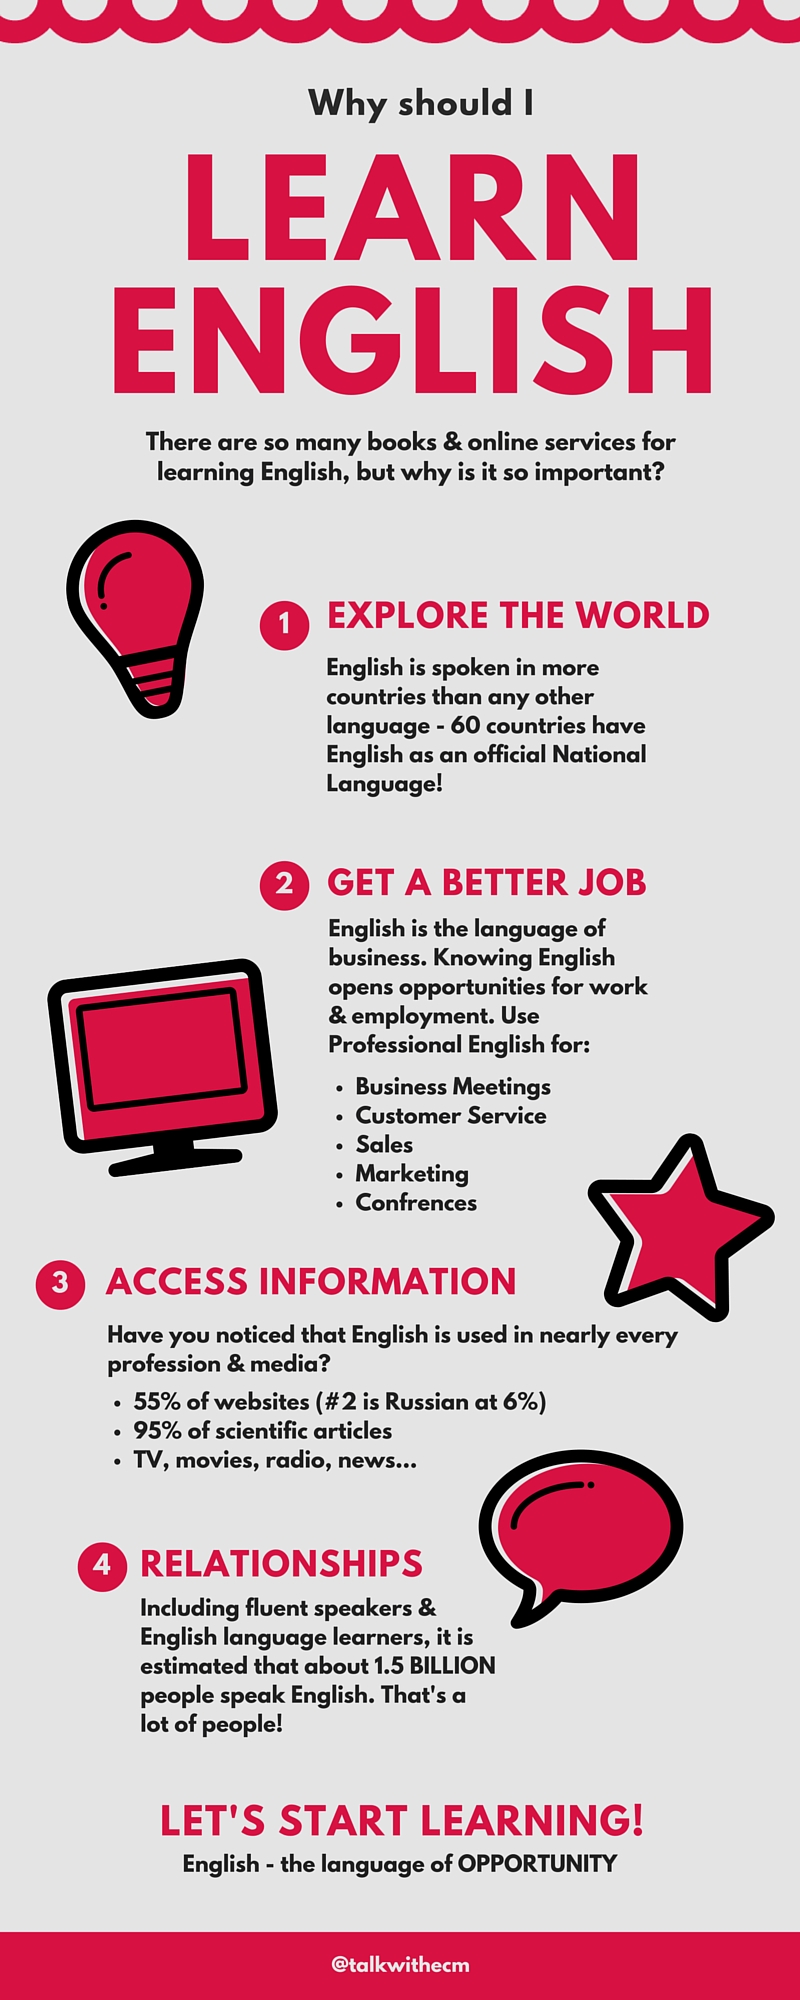 Why should I
LEARN
ENGLISH
There are so many books & online services for
learning English, but why is it so important?
1 EXPLORE THE WORLD
English is spoken in more
countries than any other
language - 60 countries have
English as an official National
Language!
2 GET A BETTER JOB
English is the language of
business. Knowing English
opens opportunities for work
& employment. Use
Professional English for:
• Business Meetings
• Customer Service
• Sales
• Marketing
• Confrences
3 ACCESS INFORMATION
Have you noticed that English is used in nearly every
profession & media?
• 55% of websites (#2 is Russian at 6%)
• 95% of scientific articles
• TV, movies, radio, news...
4 RELATIONSHIPS
Including fluent speakers &
English language learners, it is
estimated that about 1.5 BILLION
people speak English. That's a
lot of people!
LET'S START LEARNING!
English - the language of OPPORTUNITY
@talkwithecm